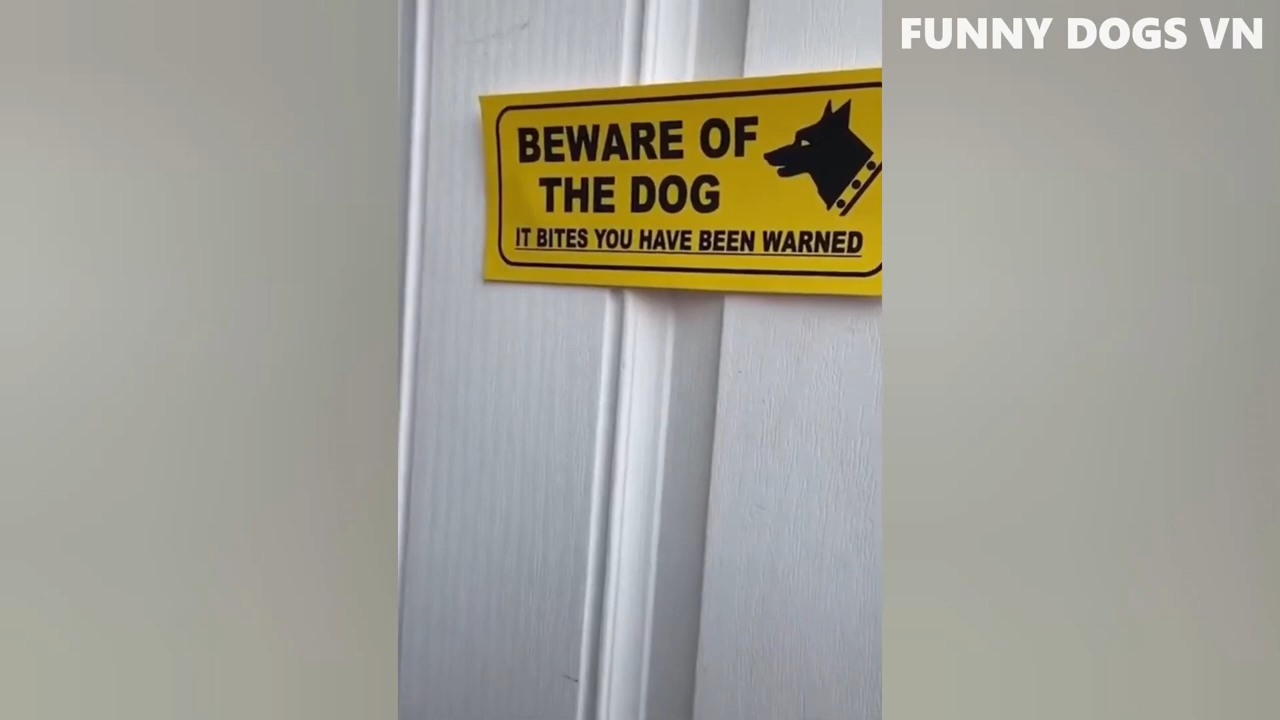 FUNNY DOGS VN
BEWARE OF
THE DOG
IT BITES YOU HAVE BEEN WARNED